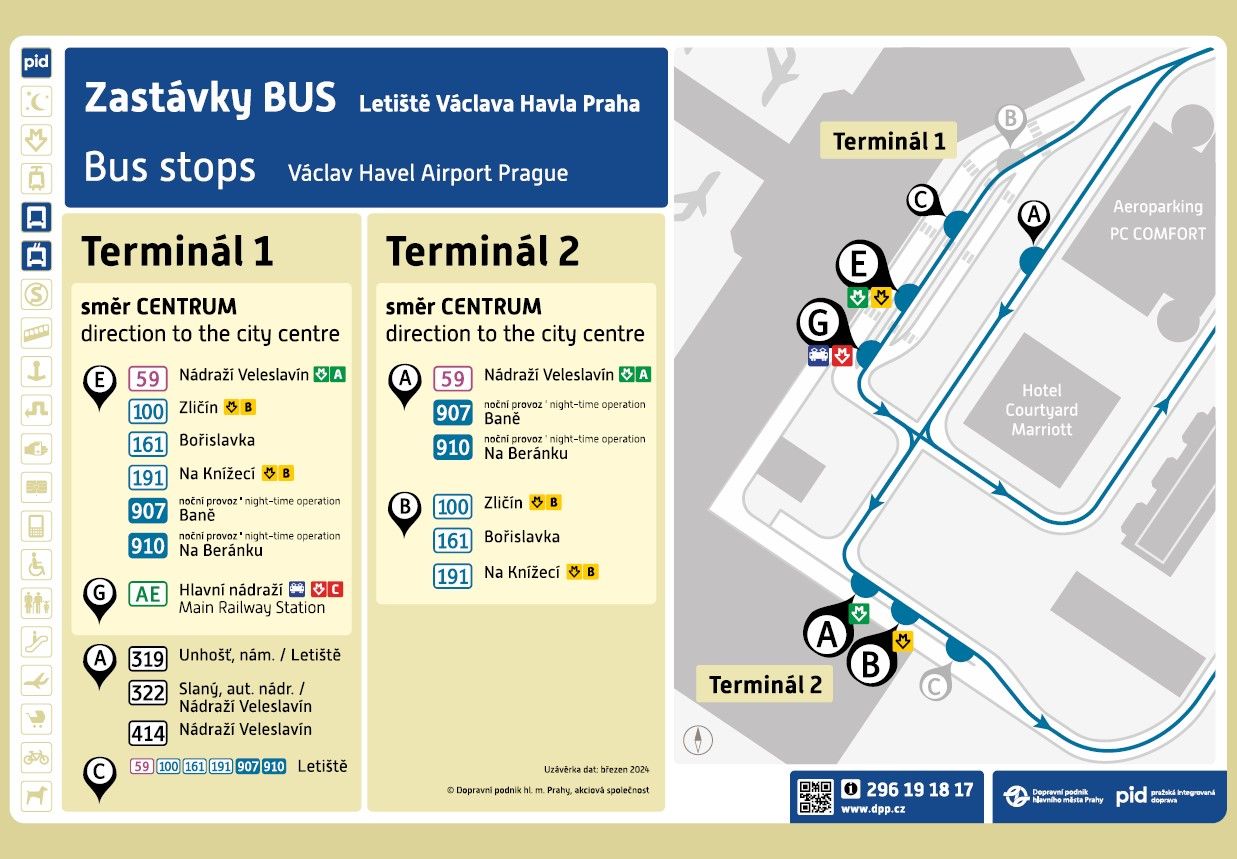 pid
Zastávky BUS Letiště Václava Havla Praha
Bus stops Václav Havel Airport Prague
Terminál 1
směr CENTRUM
direction to the city centre
E 59 Nádraží Veleslavín A
100 Zličín B
161 Bořislavka
191 Na Knížecí B
907 noční provoz * night-time operation
Baně
910 noční provoz * night-time operation
Na Beránku
G AE Hlavní nádraží C
Main Railway Station
A 319 Unhošť, nám. / Letiště
322 Slaný, aut. nádr. /
Nádraží Veleslavín
414 Nádraží Veleslavín
C 59 100 161 191 907 910 Letiště
Terminál 2
směr CENTRUM
direction to the city centre
A 59 Nádraží Veleslavín A
907 noční provoz * night-time operation
Baně
910 noční provoz * night-time operation
Na Beránku
B 100 Zličín B
161 Bořislavka
191 Na Knížecí B
Uzávěrka dat: březen 2024
© Dopravní podnik hl. m. Prahy, akciová společnost
S
B
Terminál 1
C
A
Aeroparking
PC COMFORT
E
G
Hotel
Courtyard
Marriott
A
B
C
Terminál 2
296 19 18 17
www.dpp.cz
Dopravní podnik
hlavního města Prahy
pid pražská integrovaná
doprava